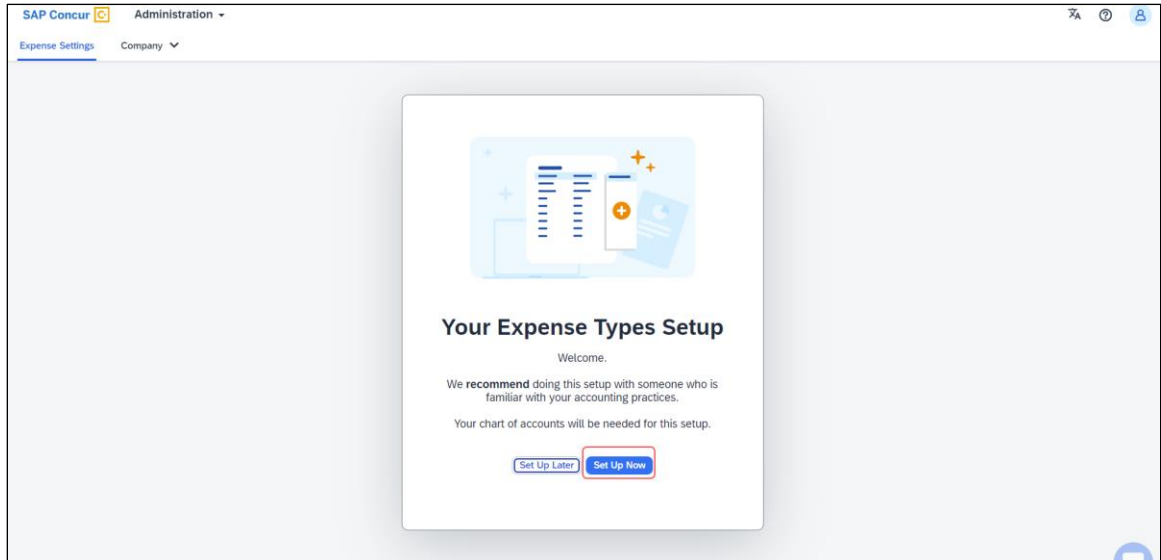 SAP Concur C Administration
Expense Settings Company
Your Expense Types Setup
Welcome.
We recommend doing this setup with someone who is
familiar with your accounting practices.
Your chart of accounts will be needed for this setup.
Set Up Later Set Up Now